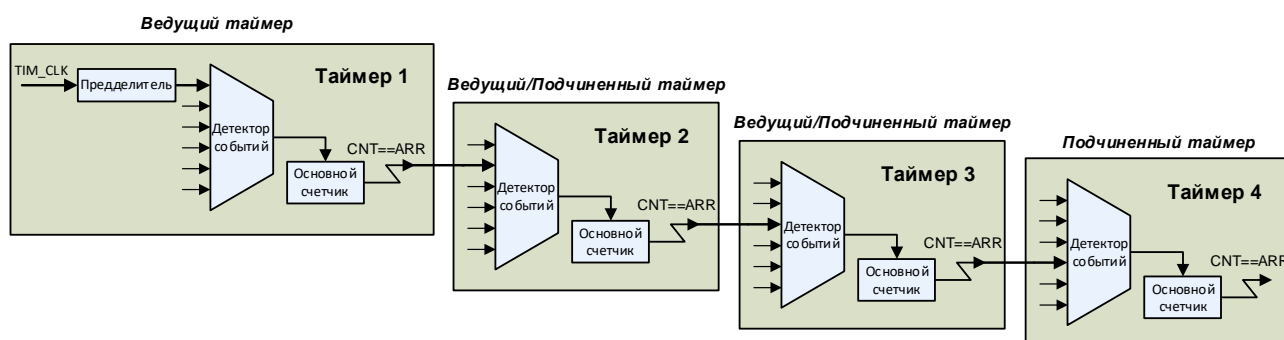 Ведущий таймер
TIM_CLK
Предделитель
Таймер 1
Детектор
событий
CNT==ARR
Основной
счетчик
Ведущий/Подчиненный таймер
Таймер 2
Детектор
событий
CNT==ARR
Основной
счетчик
Ведущий/Подчиненный таймер
Таймер 3
Детектор
событий
CNT==ARR
Основной
счетчик
Подчиненный таймер
Таймер 4
Детектор
событий
CNT==ARR
Основной
счетчик